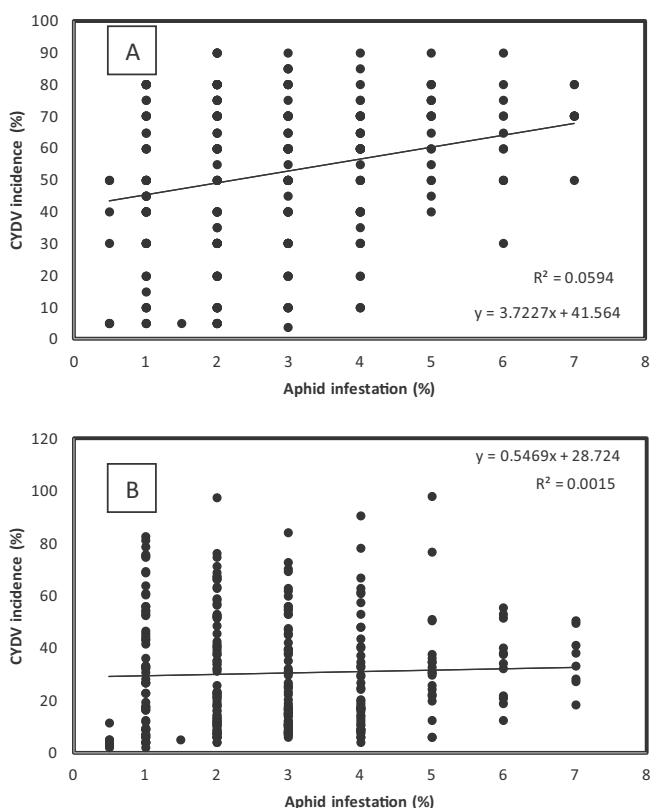 100
A
90
80
70
60
50
40
30
20
10
0
CYDV incidence (%)
R² = 0.0594
y = 3.7227x + 41.564
0 1 2 3 4 5 6 7 8
Aphid infestation (%)
120
y = 0.5469x + 28.724
B
R² = 0.0015
100
80
60
40
20
0
CYDV incidence (%)
0 1 2 3 4 5 6 7 8
Aphid infestation (%)